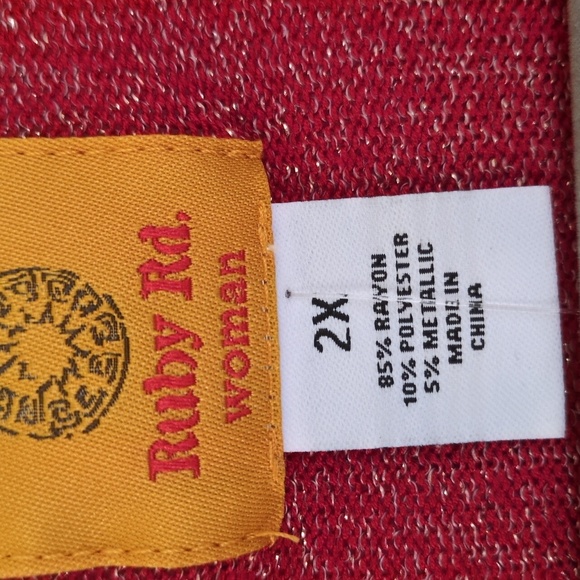 Ruby Rd.
woman
2X
85% RAYON
10% POLYESTER
5% METALLIC
MADE IN
CHINA